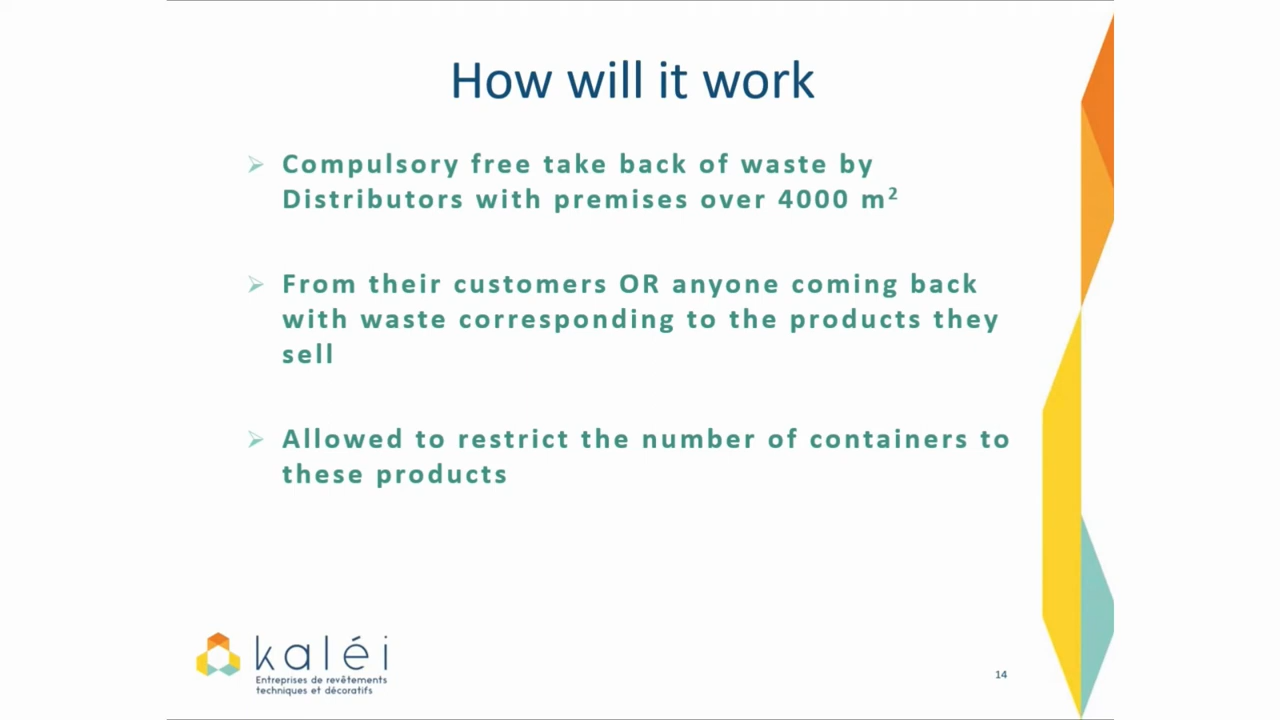 How will it work
Compulsory free take back of waste by
Distributors with premises over 4000 m²
From their customers OR anyone coming back
with waste corresponding to the products they
sell
Allowed to restrict the number of containers to
these products
kaléi
Entreprises de revêtements
techniques et décoratifs
14